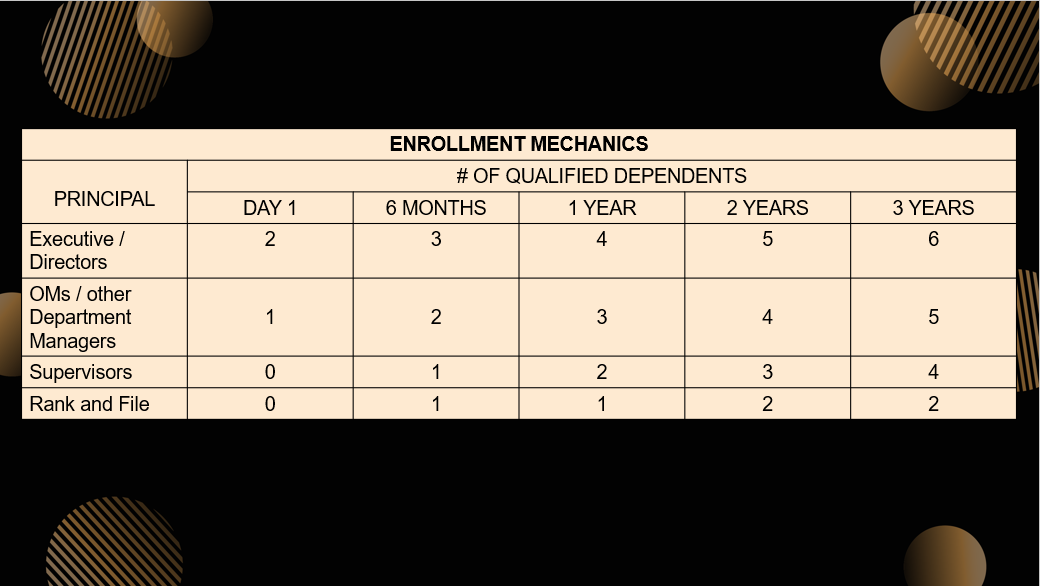 ENROLLMENT MECHANICS
PRINCIPAL
# OF QUALIFIED DEPENDENTS
DAY 1 6 MONTHS 1 YEAR 2 YEARS 3 YEARS
Executive / 2 3 4 5 6
Directors
OMs / other
Department 1 2 3 4 5
Managers
Supervisors 0 1 2 3 4
Rank and File 0 1 1 2 2